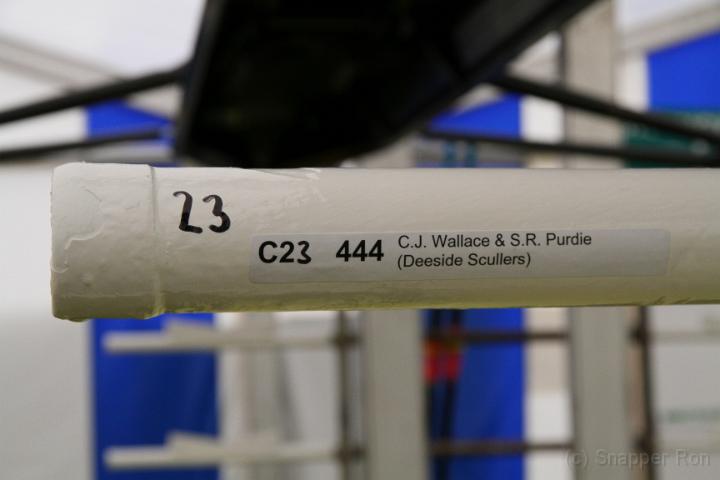 23
C23 444 C.J. Wallace & S.R. Purdie
(Deeside Scullers)
(c) Snapper Ron